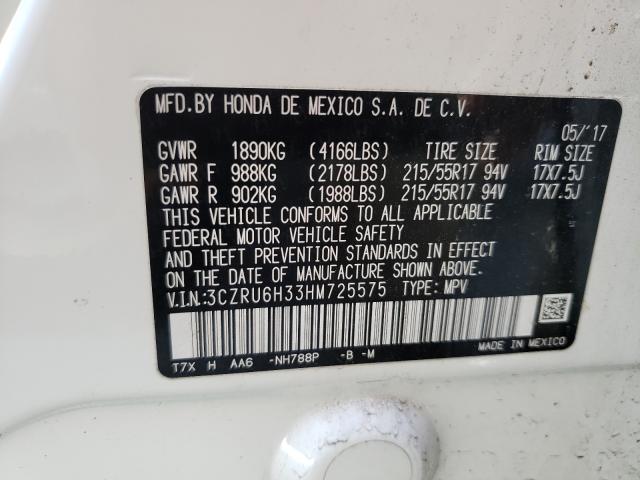 MFD.BY HONDA DE MEXICO S.A. DE C.V.
05/'17
GVWR 1890KG (4166LBS) TIRE SIZE RIM SIZE
GAWR F 988KG (2178LBS) 215/55R17 94V 17X7.5J
GAWR R 902KG (1988LBS) 215/55R17 94V 17X7.5J
THIS VEHICLE CONFORMS TO ALL APPLICABLE
FEDERAL MOTOR VEHICLE SAFETY
AND THEFT PREVENTION STANDARDS IN EFFECT
ON THE DATE OF MANUFACTURE SHOWN ABOVE.
V.I.N:3CZRU6H33HM725575 TYPE: MPV
T7X H AA6 -NH788P -B -M
MADE IN MEXICO